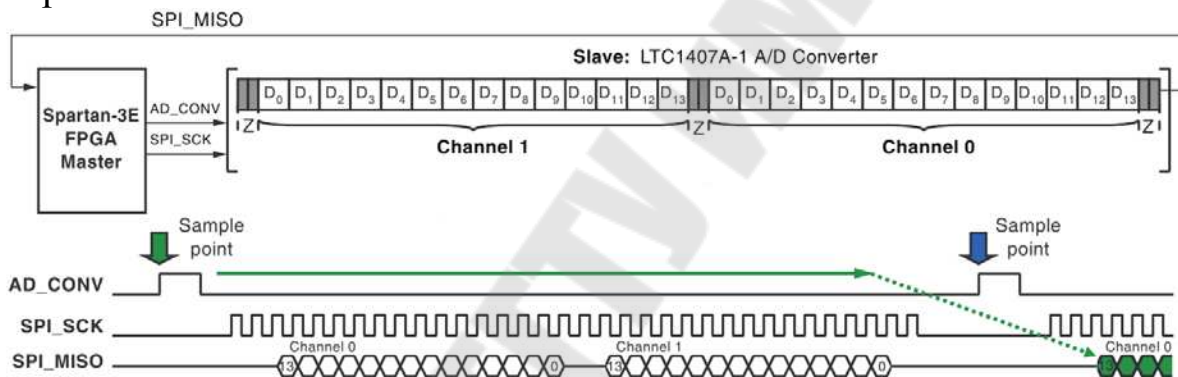 SPI_MISO
Slave: LTC1407A-1 A/D Converter
Spartan-3E
FPGA
Master
AD_CONV
SPI_SCK
D0 D1 D2 D3 D4 D5 D6 D7 D8 D9 D10 D11 D12 D13 D0 D1 D2 D3 D4 D5 D6 D7 D8 D9 D10 D11 D12 D13
Z Z Z
Channel 1 Channel 0
Sample point Sample point
AD_CONV
SPI_SCK
Channel 0 Channel 1 Channel 0
SPI_MISO 13 0 13 0 13